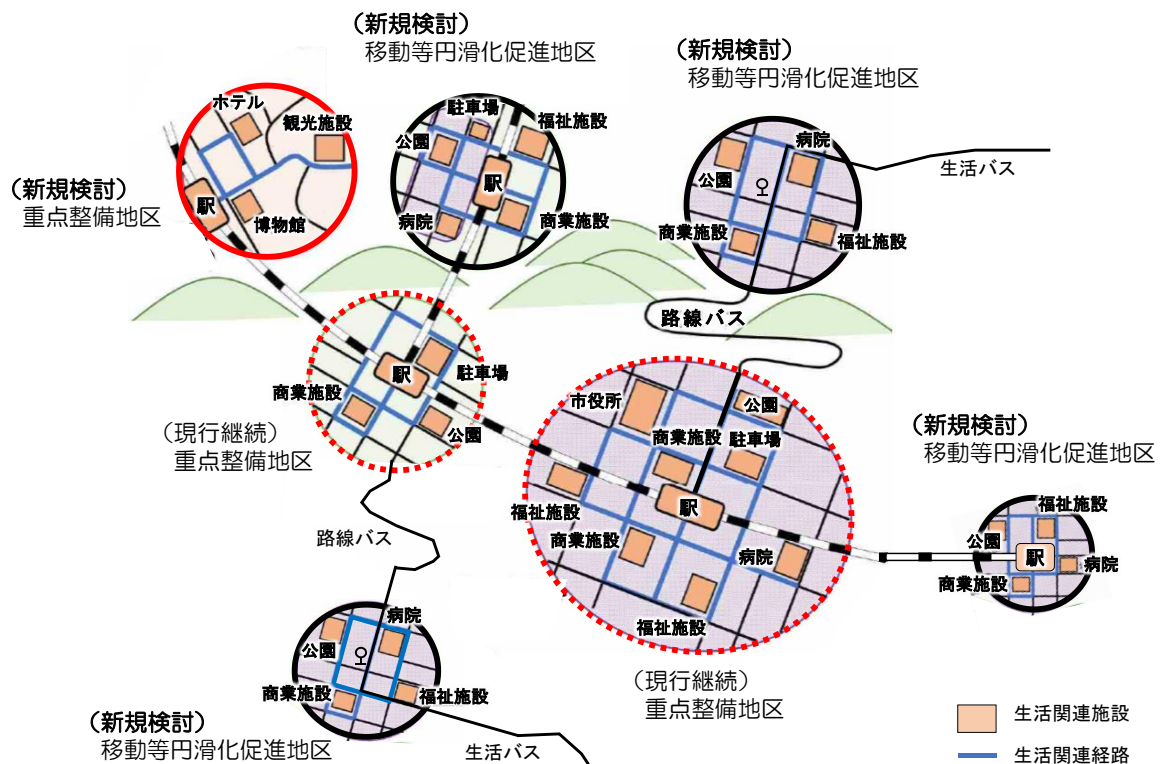 (新規検討)
移動等円滑化促進地区
(新規検討)
移動等円滑化促進地区
ホテル
観光施設
駅
博物館
(新規検討)
重点整備地区
駐車場
福祉施設
公園
駅
病院
商業施設
病院
公園
商業施設
福祉施設
生活バス
路線バス
駅
駐車場
商業施設
公園
(現行継続)
重点整備地区
市役所
公園
商業施設
駐車場
福祉施設
駅
商業施設
病院
福祉施設
(現行継続)
重点整備地区
(新規検討)
移動等円滑化促進地区
福祉施設
公園
駅
病院
商業施設
路線バス
病院
公園
商業施設
福祉施設
(新規検討)
移動等円滑化促進地区
生活バス
生活関連施設
生活関連経路